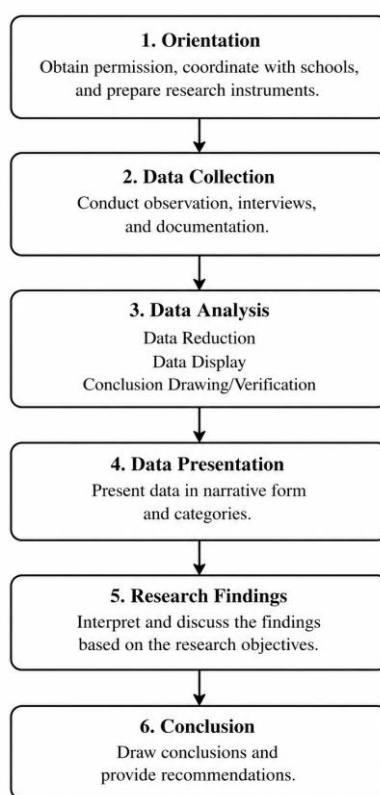 1. Orientation
Obtain permission, coordinate with schools,
and prepare research instruments.
2. Data Collection
Conduct observation, interviews,
and documentation.
3. Data Analysis
Data Reduction
Data Display
Conclusion Drawing/Verification
4. Data Presentation
Present data in narrative form
and categories.
5. Research Findings
Interpret and discuss the findings
based on the research objectives.
6. Conclusion
Draw conclusions and
provide recommendations.